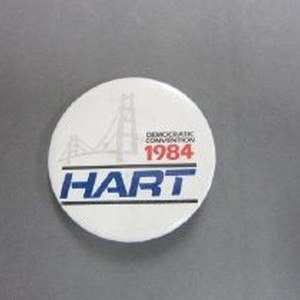 DEMOCRATIC
CONVENTION
1984
HART